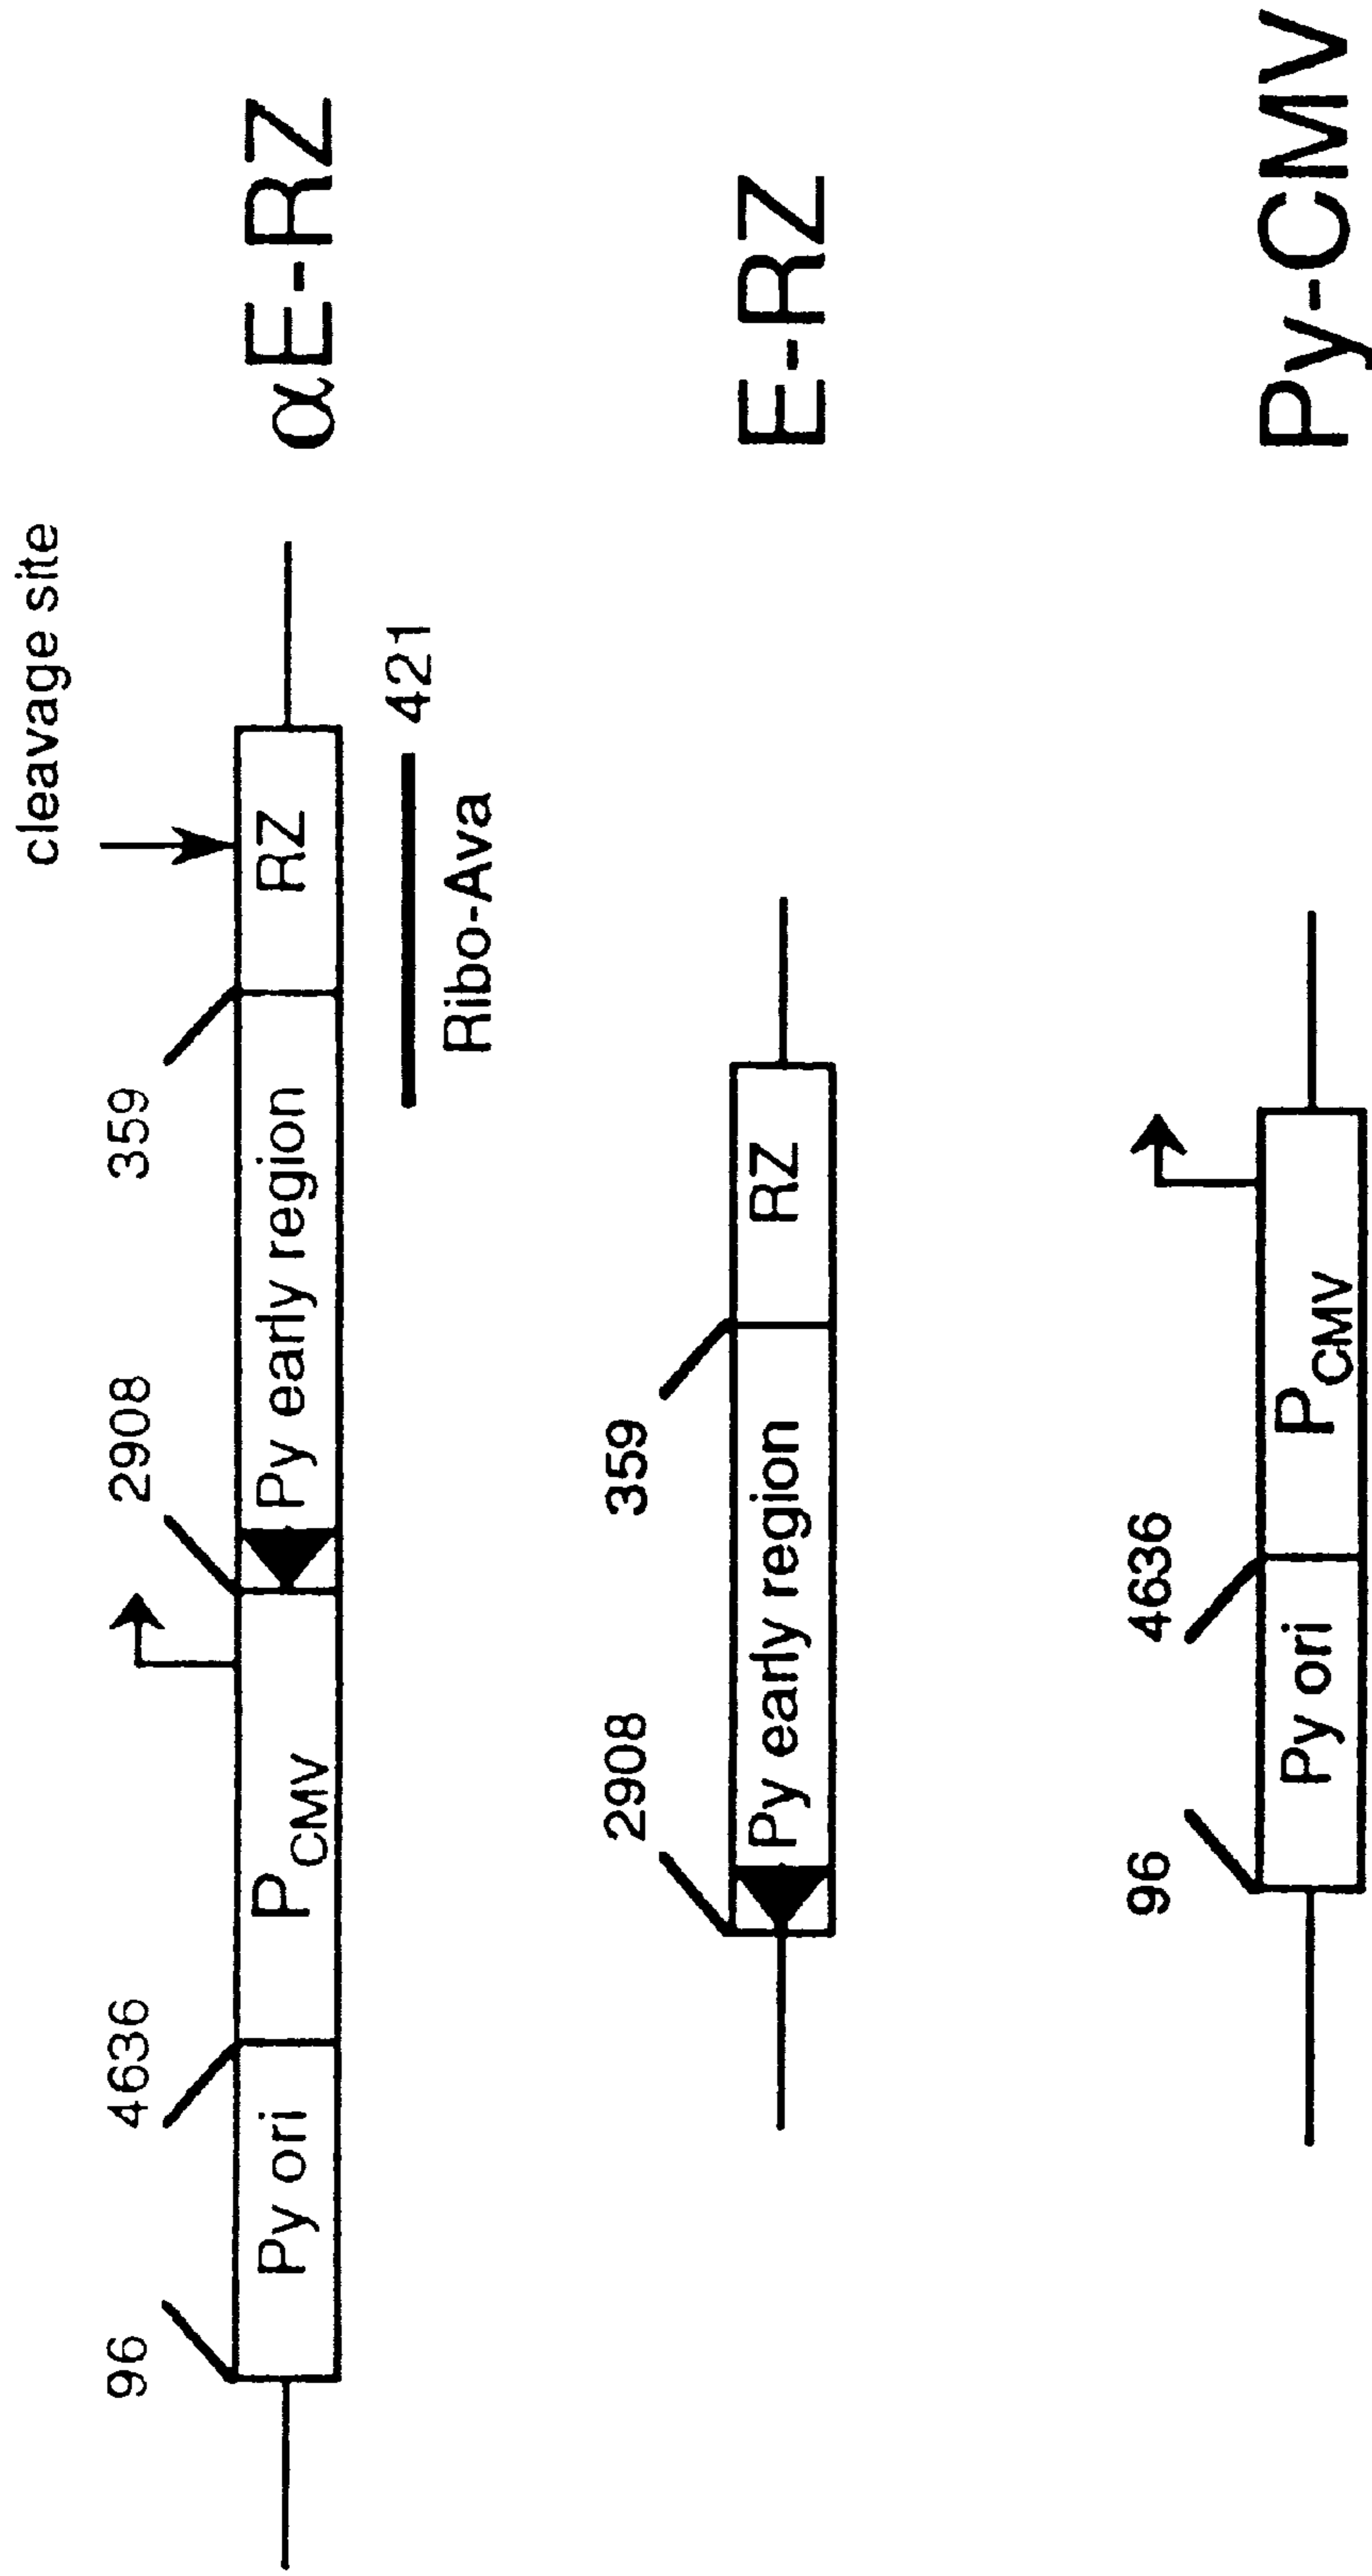 cleavage site
96 4636 2908 359
Py ori PCMV Py early region RZ αE-RZ
421
Ribo-Ava
2908 359
Py early region RZ E-RZ
96 4636
Py ori PCMV Py-CMV